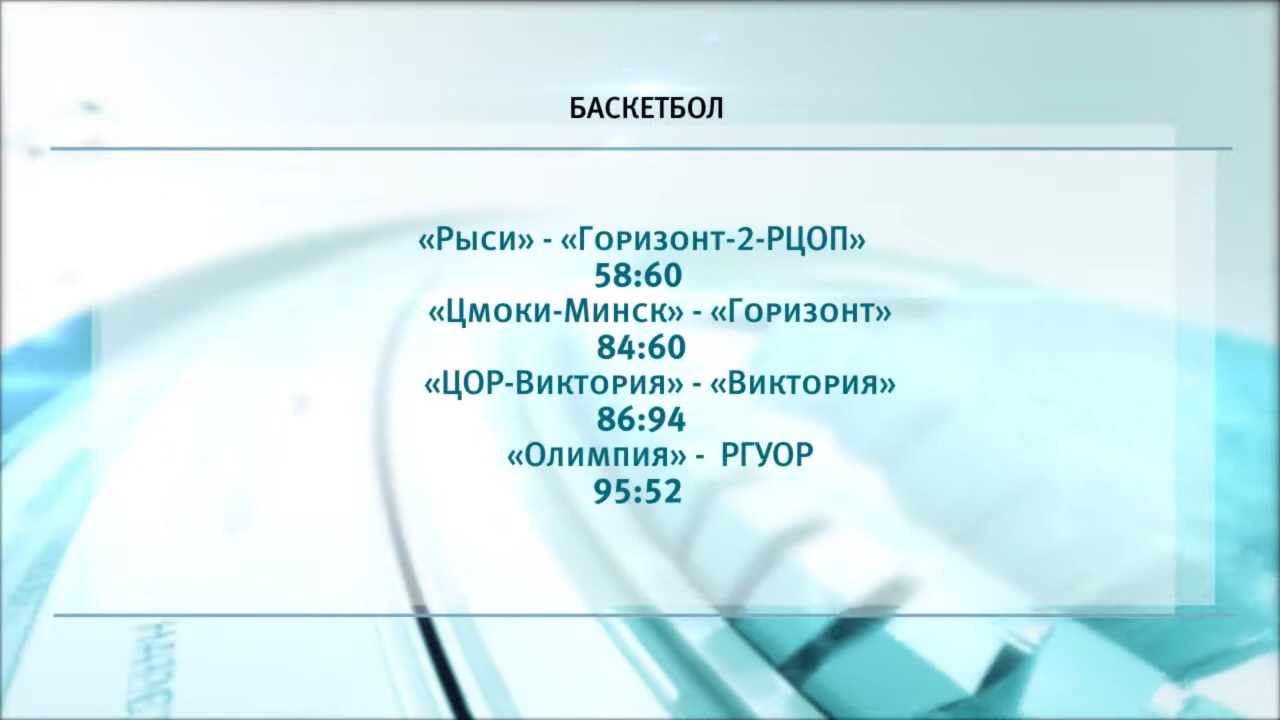 БАСКЕТБОЛ
«Рыси» - «Горизонт-2-РЦОП»
58:60
«Цмоки-Минск» - «Горизонт»
84:60
«ЦОР-Виктория» - «Виктория»
86:94
«Олимпия» - РГУОР
95:52